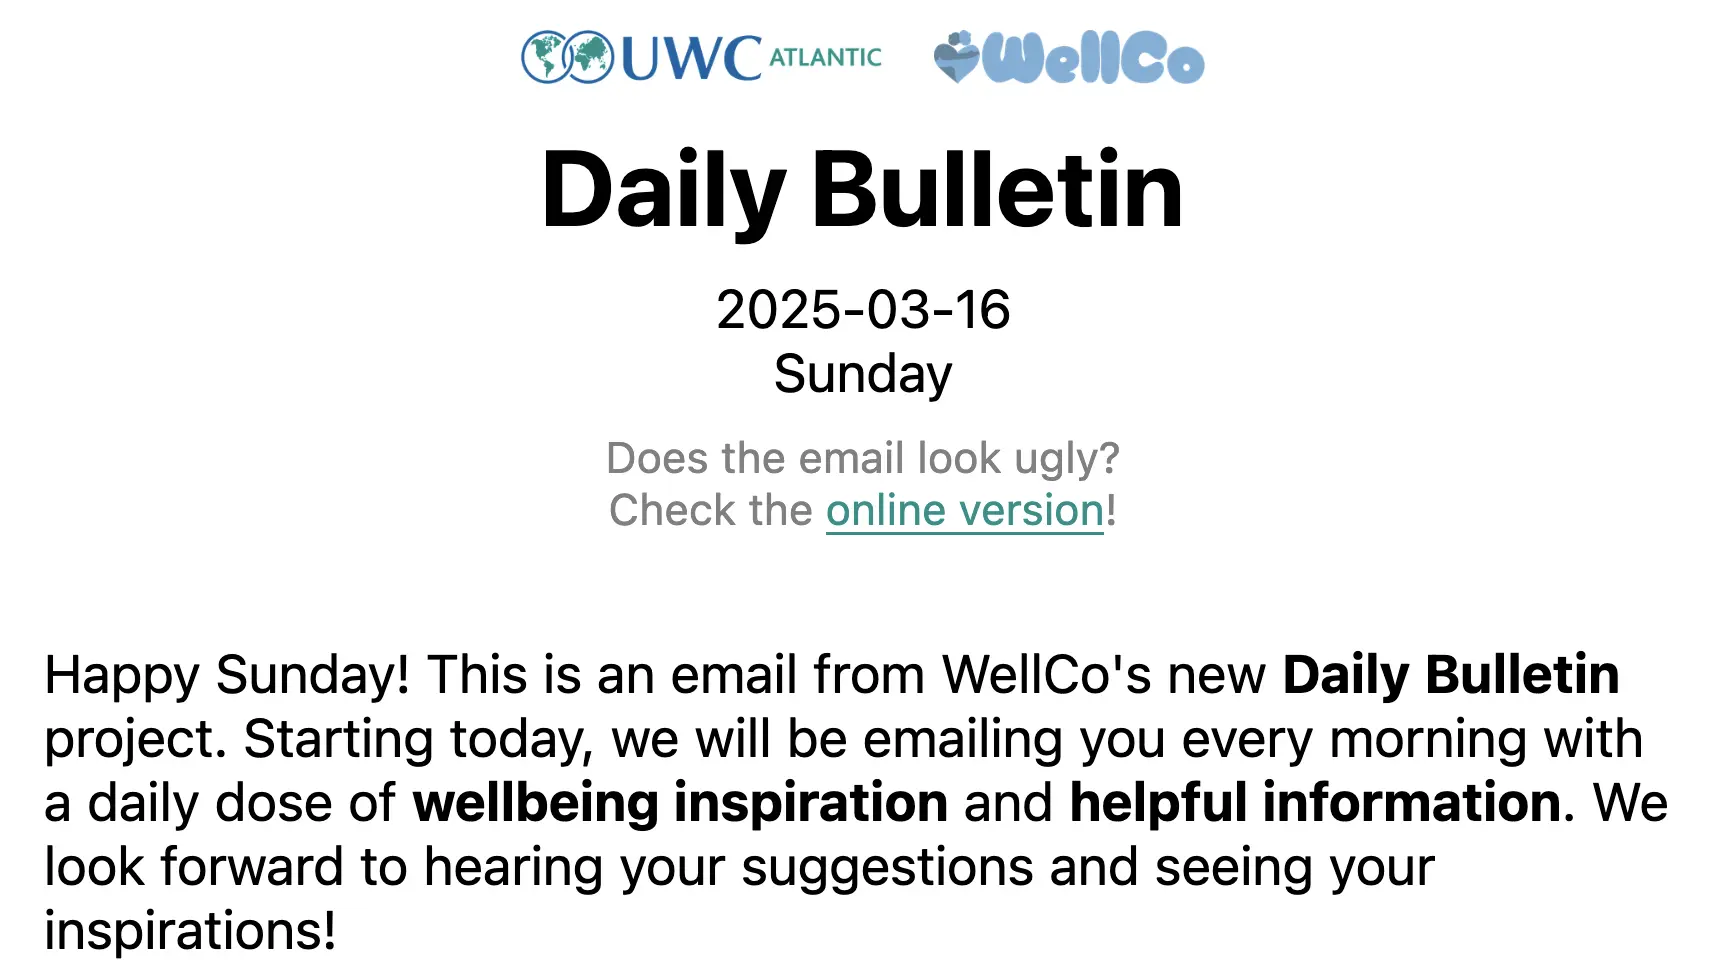 UWC ATLANTIC WellCo
Daily Bulletin
2025-03-16
Sunday
Does the email look ugly?
Check the online version!
Happy Sunday! This is an email from WellCo's new Daily Bulletin
project. Starting today, we will be emailing you every morning with
a daily dose of wellbeing inspiration and helpful information. We
look forward to hearing your suggestions and seeing your
inspirations!